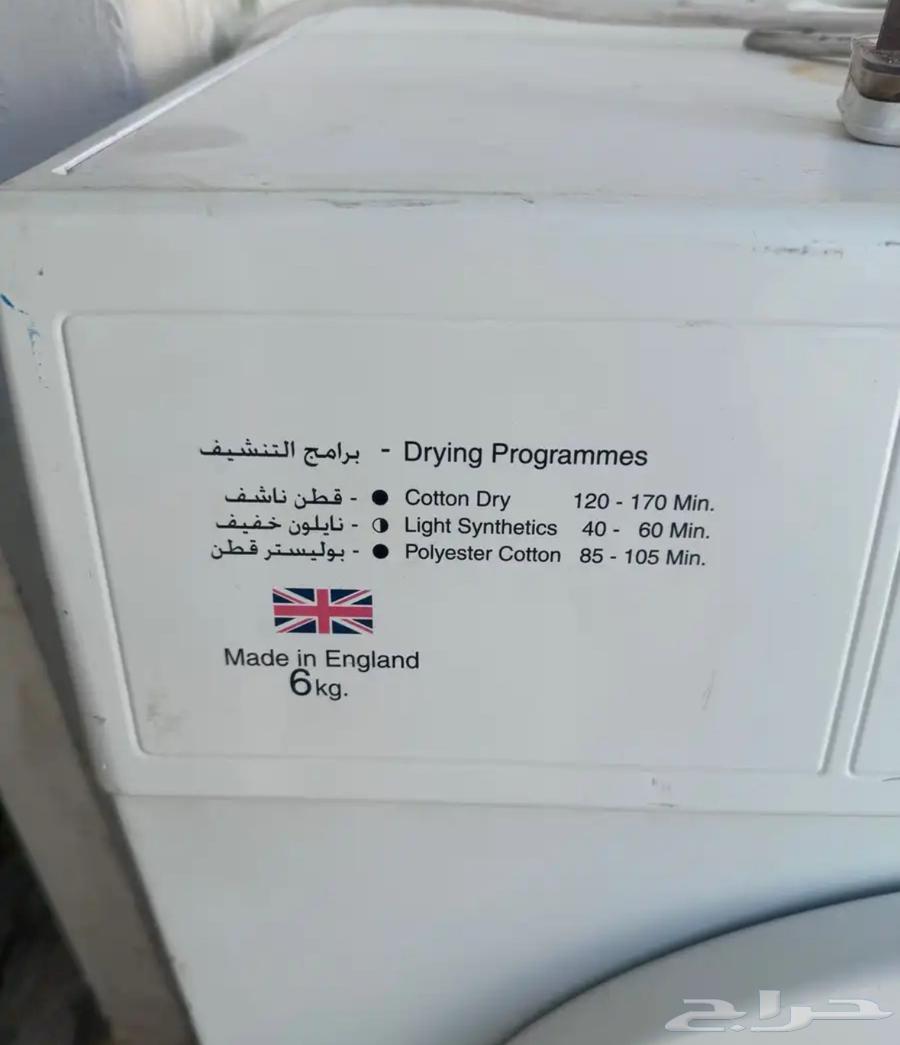 برامج التنشيف - Drying Programmes
قطن ناشف - ● Cotton Dry 120 - 170 Min.
نايلون خفيف - ◑ Light Synthetics 40 - 60 Min.
بوليستر قطن - ● Polyester Cotton 85 - 105 Min.
Made in England
6kg.
حراج